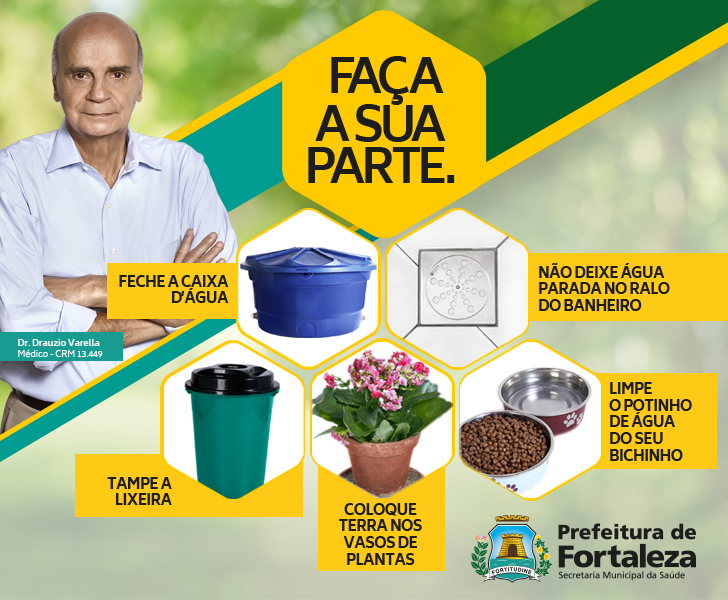 FAÇA
A SUA
PARTE.
FECHE A CAIXA
D'ÁGUA
NÃO DEIXE ÁGUA
PARADA NO RALO
DO BANHEIRO
Dr. Drauzio Varella
Médico - CRM 13.449
TAMPE A
LIXEIRA
COLOQUE
TERRA NOS
VASOS DE
PLANTAS
LIMPE
O POTINHO
DE ÁGUA
DO SEU
BICHINHO
FORTITUDINE
Prefeitura de
Fortaleza
Secretaria Municipal da Saúde